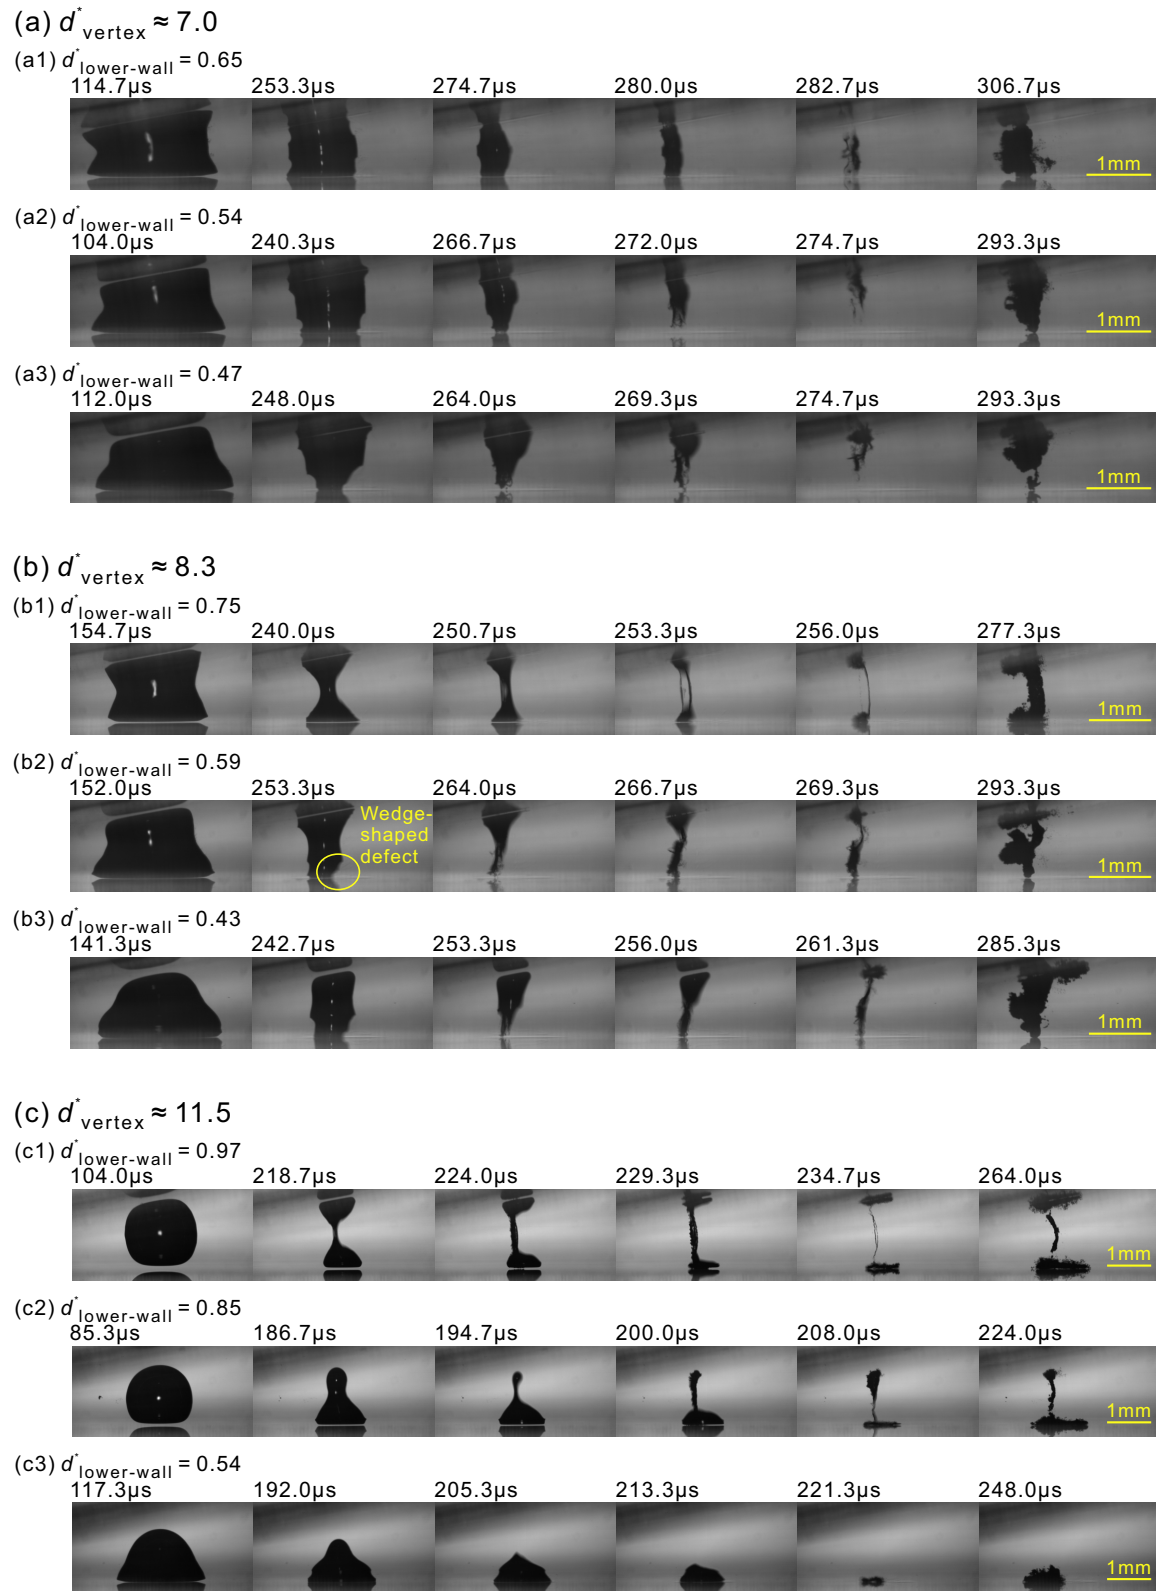 (a) d*vertex ≈ 7.0
(a1) d*lower-wall = 0.65
114.7μs 253.3μs 274.7μs 280.0μs 282.7μs 306.7μs
1mm
(a2) d*lower-wall = 0.54
104.0μs 240.3μs 266.7μs 272.0μs 274.7μs 293.3μs
1mm
(a3) d*lower-wall = 0.47
112.0μs 248.0μs 264.0μs 269.3μs 274.7μs 293.3μs
1mm
(b) d*vertex ≈ 8.3
(b1) d*lower-wall = 0.75
154.7μs 240.0μs 250.7μs 253.3μs 256.0μs 277.3μs
1mm
(b2) d*lower-wall = 0.59
152.0μs 253.3μs 264.0μs 266.7μs 269.3μs 293.3μs
Wedge-
shaped
defect
1mm
(b3) d*lower-wall = 0.43
141.3μs 242.7μs 253.3μs 256.0μs 261.3μs 285.3μs
1mm
(c) d*vertex ≈ 11.5
(c1) d*lower-wall = 0.97
104.0μs 218.7μs 224.0μs 229.3μs 234.7μs 264.0μs
1mm
(c2) d*lower-wall = 0.85
85.3μs 186.7μs 194.7μs 200.0μs 208.0μs 224.0μs
1mm
(c3) d*lower-wall = 0.54
117.3μs 192.0μs 205.3μs 213.3μs 221.3μs 248.0μs
1mm